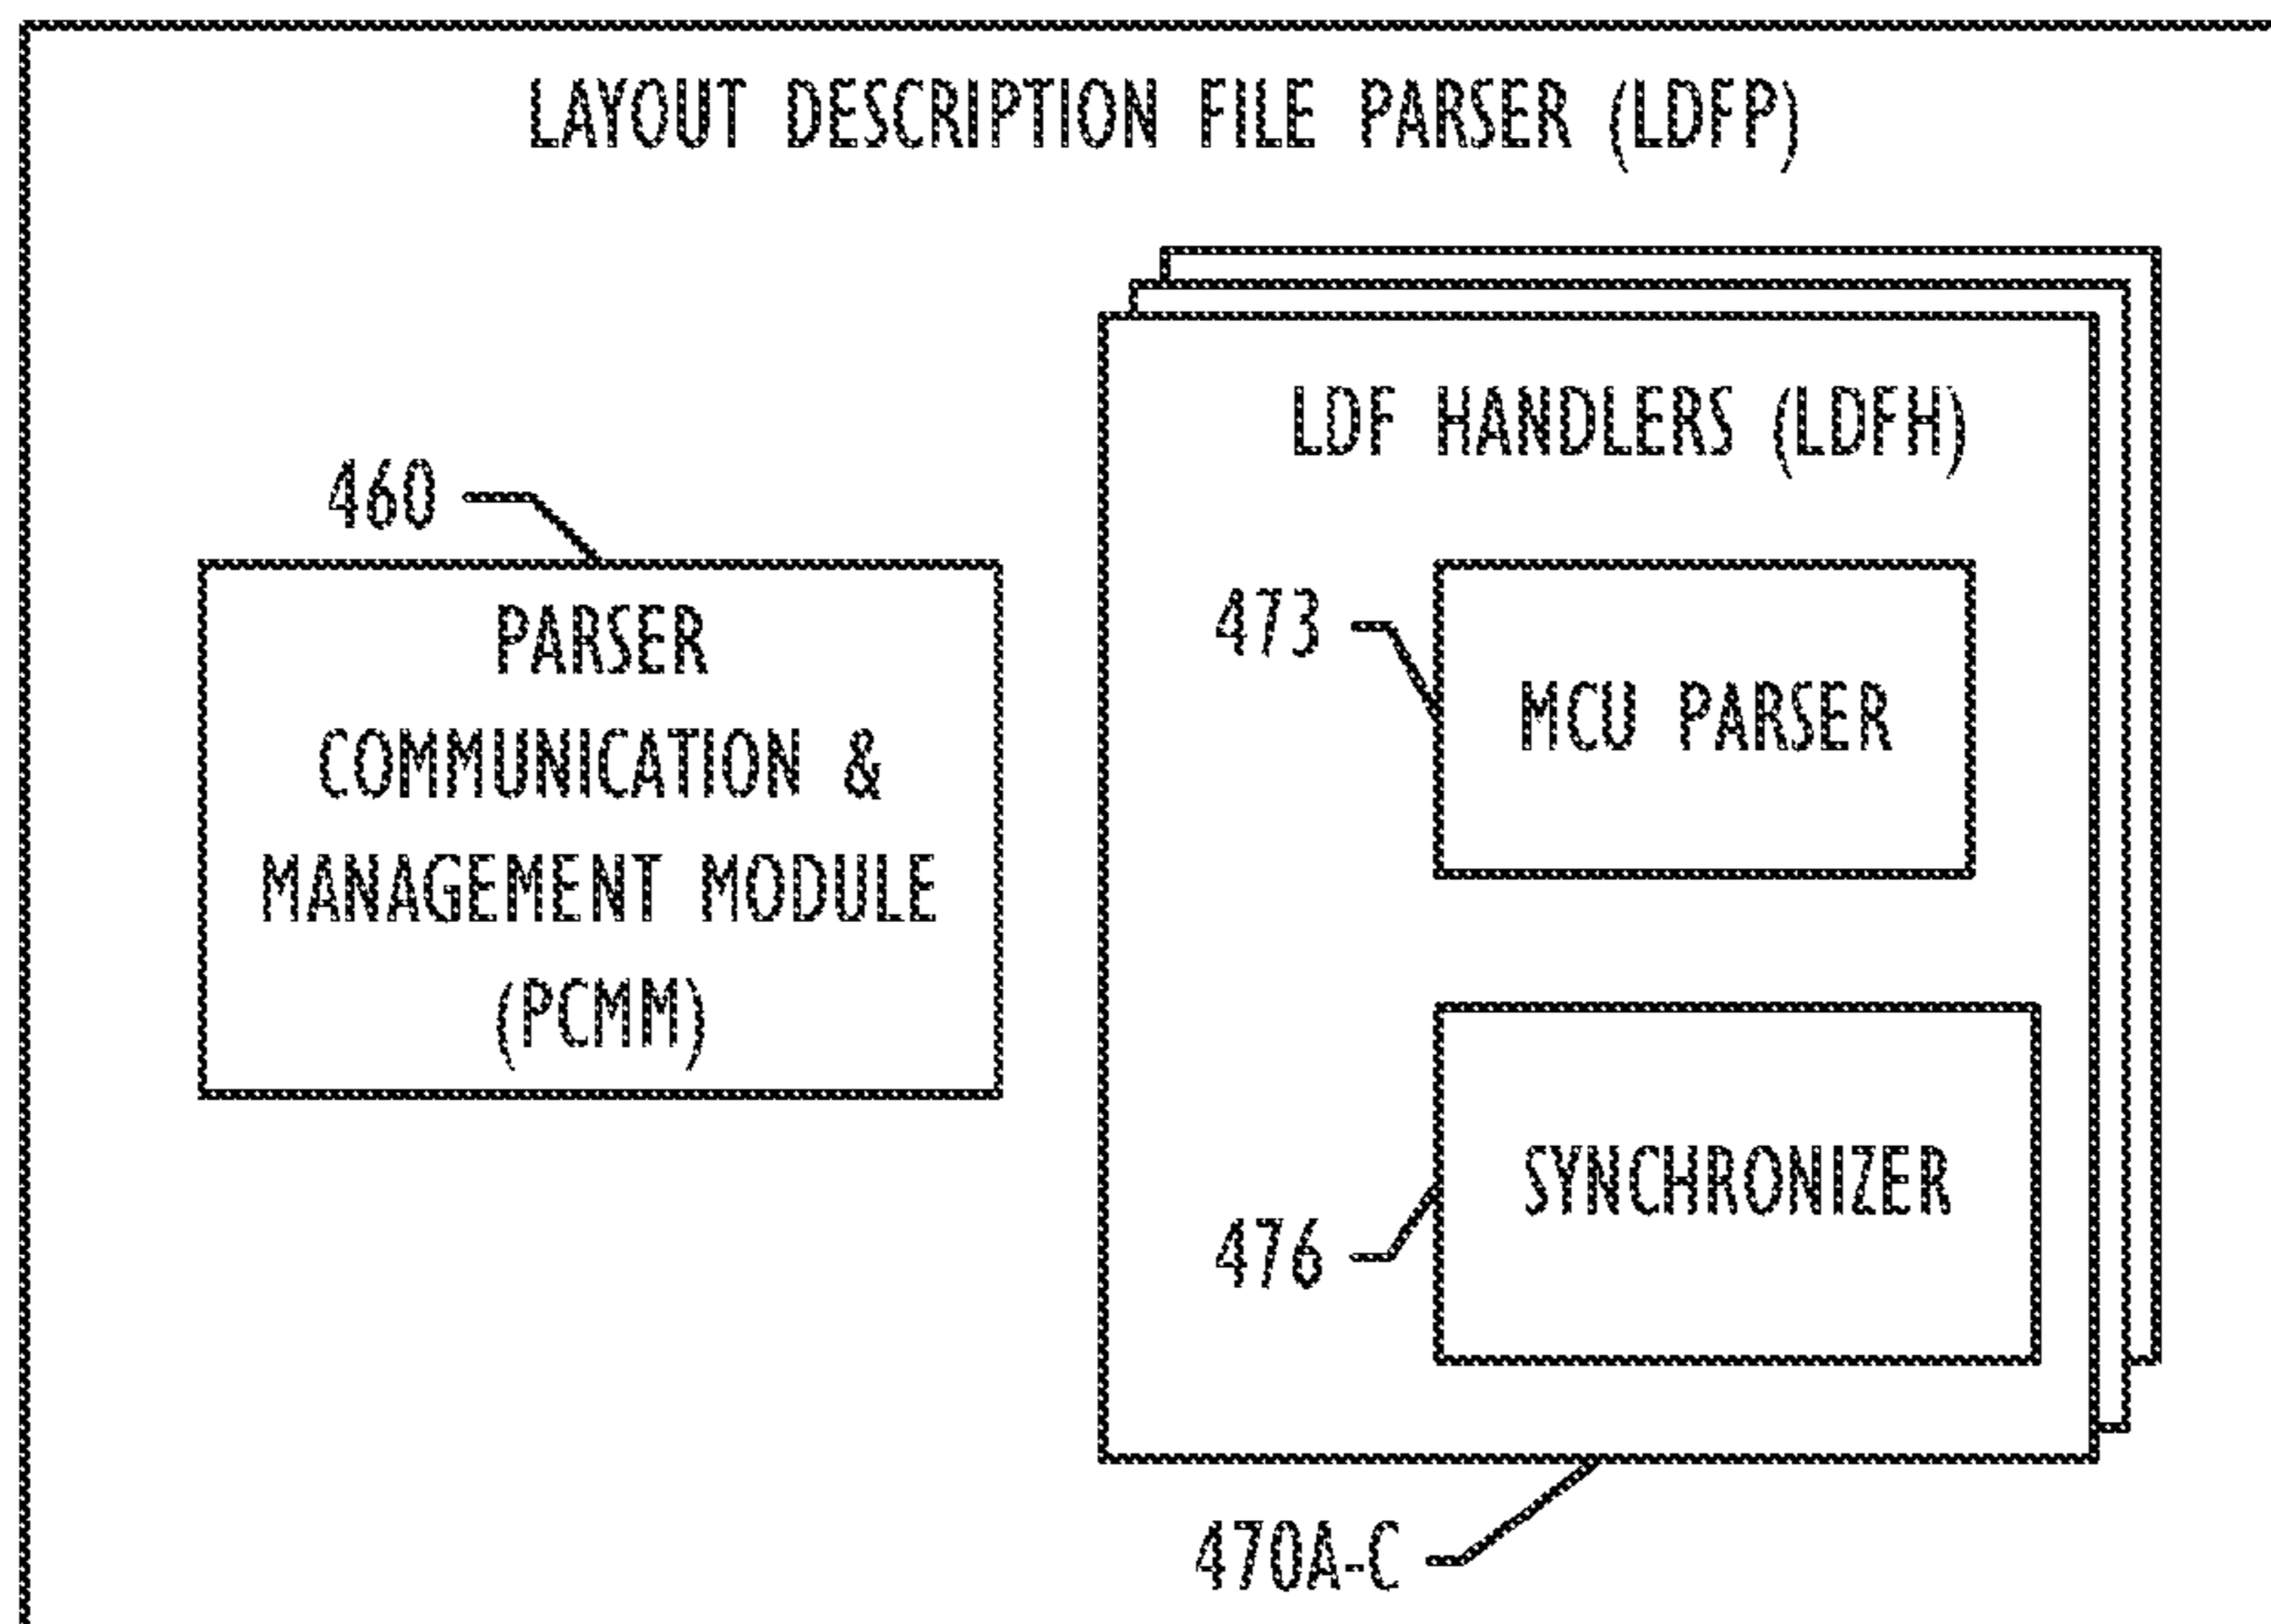 LAYOUT DESCRIPTION FILE PARSER (LDFP)
LDF HANDLERS (LDFH)
460
PARSER
COMMUNICATION &
MANAGEMENT MODULE
(PCMM)
473
MCU PARSER
476
SYNCHRONIZER
470A-C